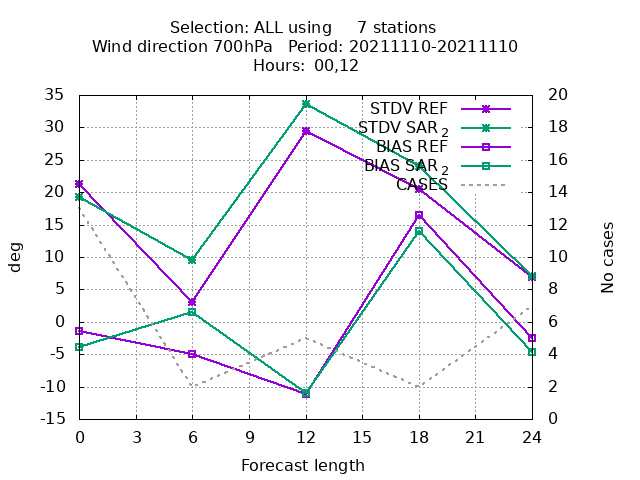 Selection: ALL using     7 stations
Wind direction 700hPa   Period: 20211110-20211110
Hours:  00,12
STDV REF
STDV SAR 2
BIAS REF
BIAS SAR 2
CASES
35
30
25
20
15
10
5
0
-5
-10
-15
deg
20
18
16
14
12
10
8
6
4
2
0
No cases
0 3 6 9 12 15 18 21 24
Forecast length